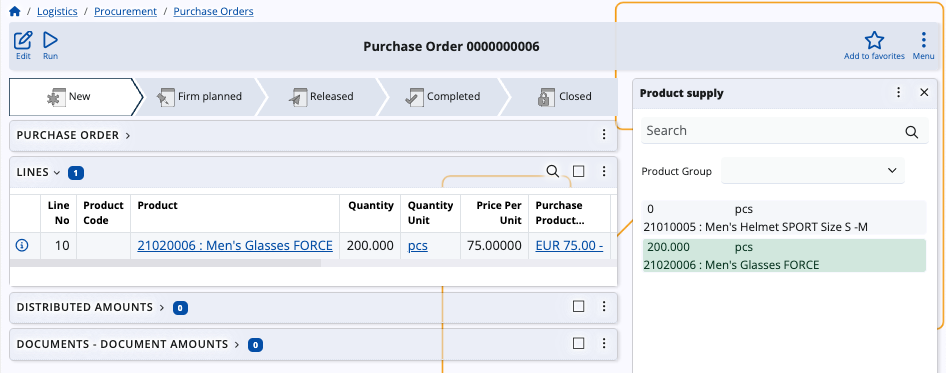 / Logistics / Procurement / Purchase Orders
Edit Run
Purchase Order 0000000006
Add to favorites Menu
New Firm planned Released Completed Closed
PURCHASE ORDER >
LINES 1
Line No Product Code Product Quantity Quantity Unit Price Per Unit Purchase Product...
10 21020006 : Men's Glasses FORCE 200.000 pcs 75.00000 EUR 75.00 -
DISTRIBUTED AMOUNTS > 0
DOCUMENTS - DOCUMENT AMOUNTS > 0
Product supply
Search
Product Group
0 pcs
21010005 : Men's Helmet SPORT Size S -M
200.000 pcs
21020006 : Men's Glasses FORCE